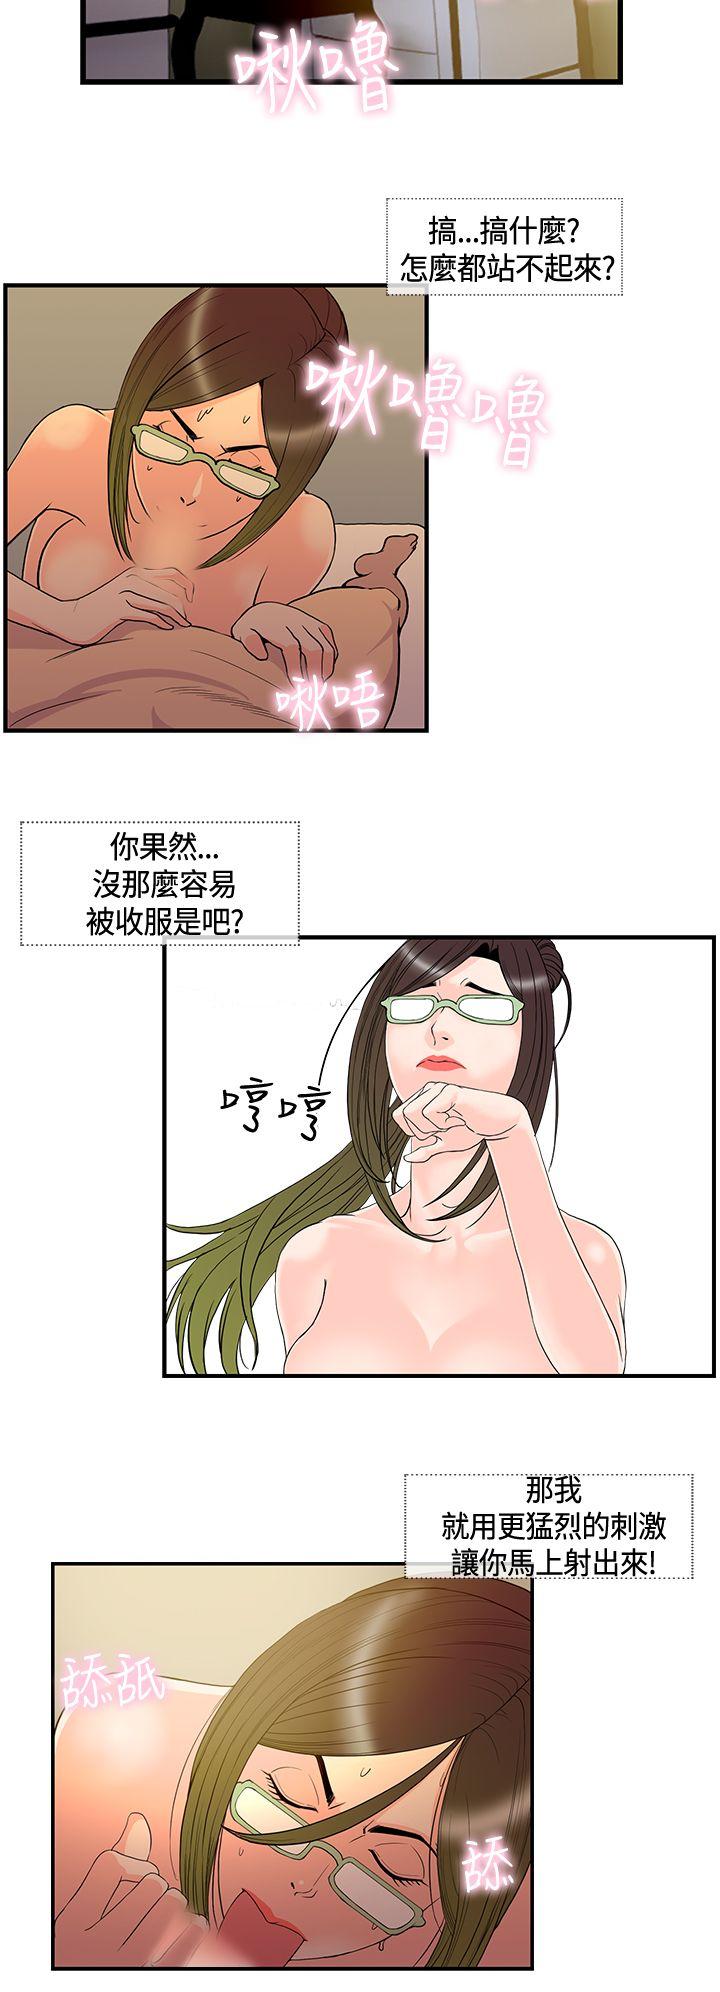 啾嚕
搞...搞什麼?
怎麼都站不起來?
啾嚕嚕
啾唔
你果然...
沒那麼容易
被收服是吧?
哼哼
那我
就用更猛烈的刺激
讓你馬上射出來!
舔舐
舔